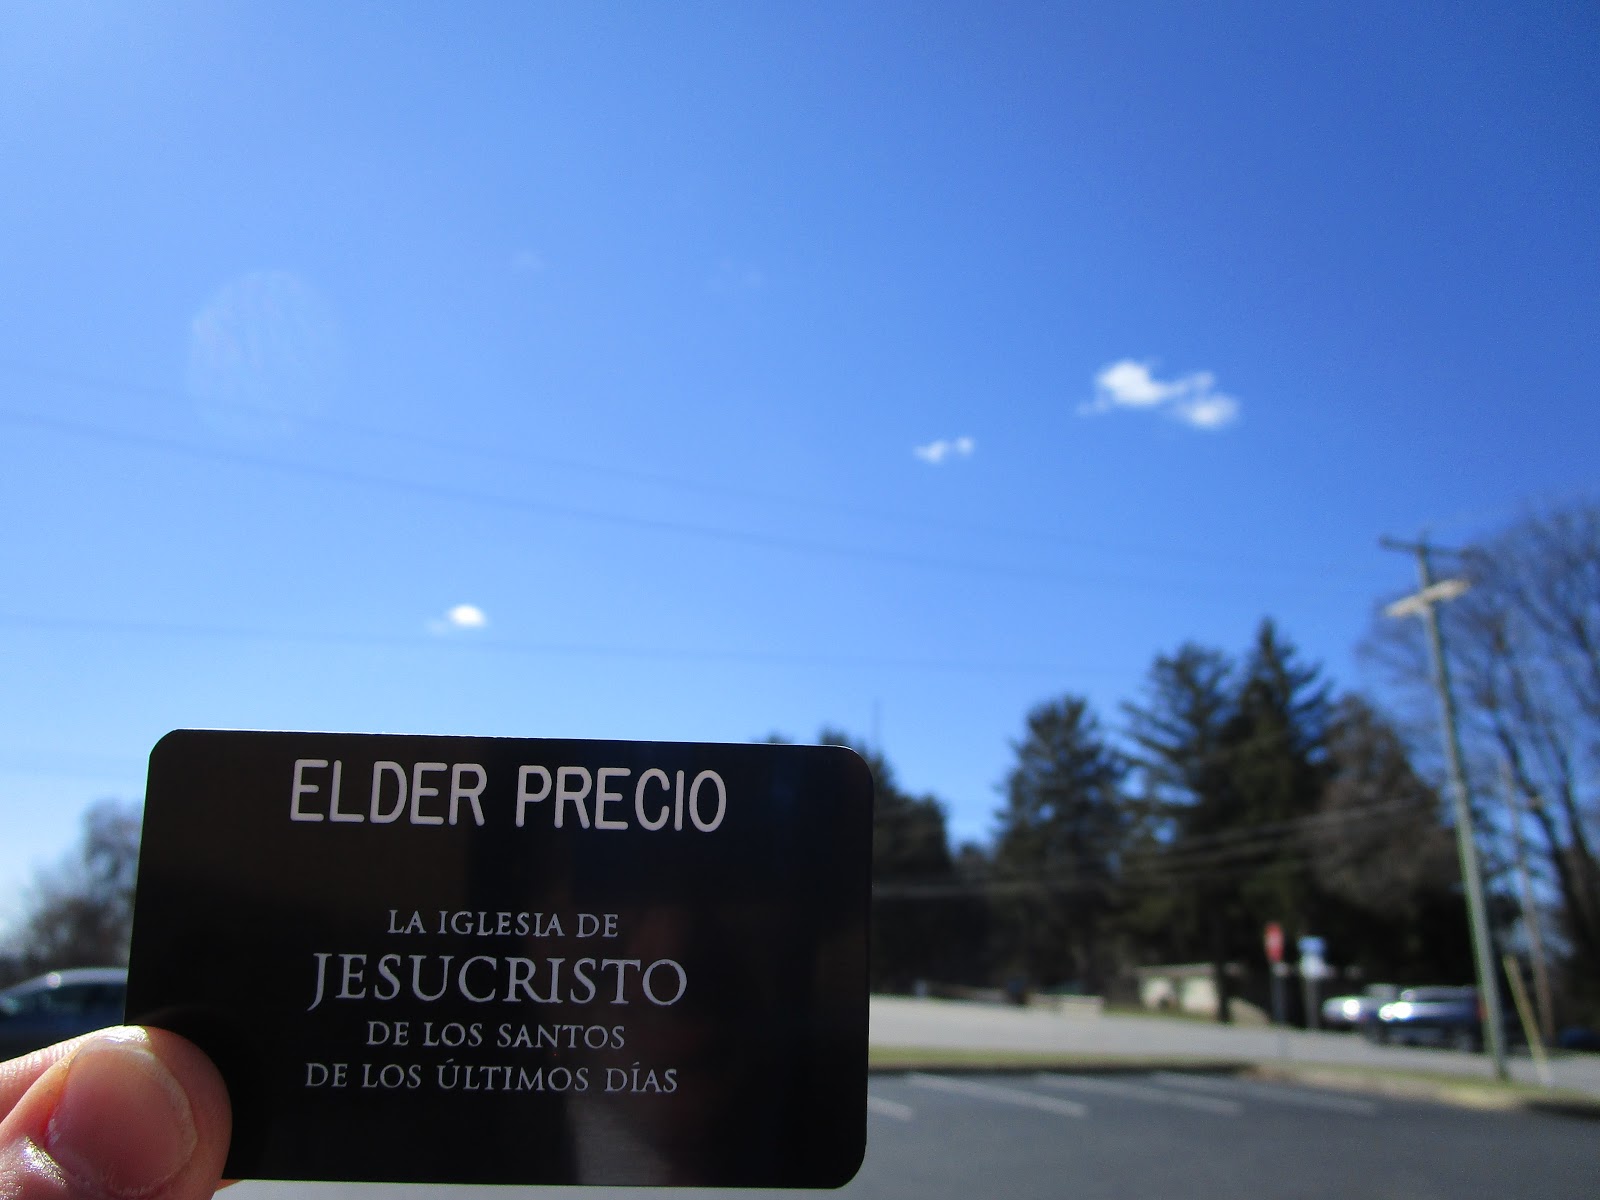 ELDER PRECIO
LA IGLESIA DE
JESUCRISTO
DE LOS SANTOS
DE LOS ÚLTIMOS DÍAS